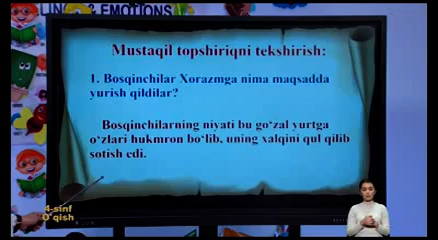 & EMOTIONS
Mustaqil topshiriqni tekshirish:
1. Bosqinchilar Xorazmga nima maqsadda
yurish qildilar?
Bosqinchilarning niyati bu go‘zal yurtga
o‘zlari hukmron bo‘lib, uning xalqini qul qilib
sotish edi.
4-sinf
O‘qish